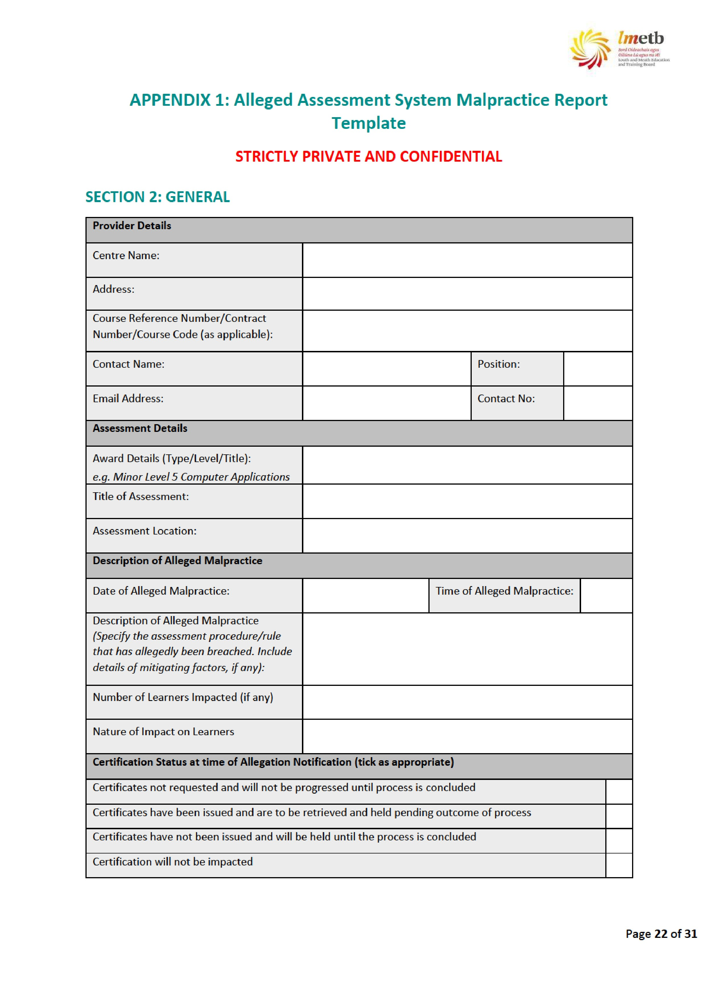 lmetb
Bord Oideachais agus
Oiliúna Lú agus na Mí
Louth and Meath Education
and Training Board
APPENDIX 1: Alleged Assessment System Malpractice Report
Template
STRICTLY PRIVATE AND CONFIDENTIAL
SECTION 2: GENERAL
Provider Details
Centre Name:
Address:
Course Reference Number/Contract
Number/Course Code (as applicable):
Contact Name:
Position:
Email Address:
Contact No:
Assessment Details
Award Details (Type/Level/Title):
e.g. Minor Level 5 Computer Applications
Title of Assessment:
Assessment Location:
Description of Alleged Malpractice
Date of Alleged Malpractice:
Time of Alleged Malpractice:
Description of Alleged Malpractice
(Specify the assessment procedure/rule
that has allegedly been breached. Include
details of mitigating factors, if any):
Number of Learners Impacted (if any)
Nature of Impact on Learners
Certification Status at time of Allegation Notification (tick as appropriate)
Certificates not requested and will not be progressed until process is concluded
Certificates have been issued and are to be retrieved and held pending outcome of process
Certificates have not been issued and will be held until the process is concluded
Certification will not be impacted
Page 22 of 31